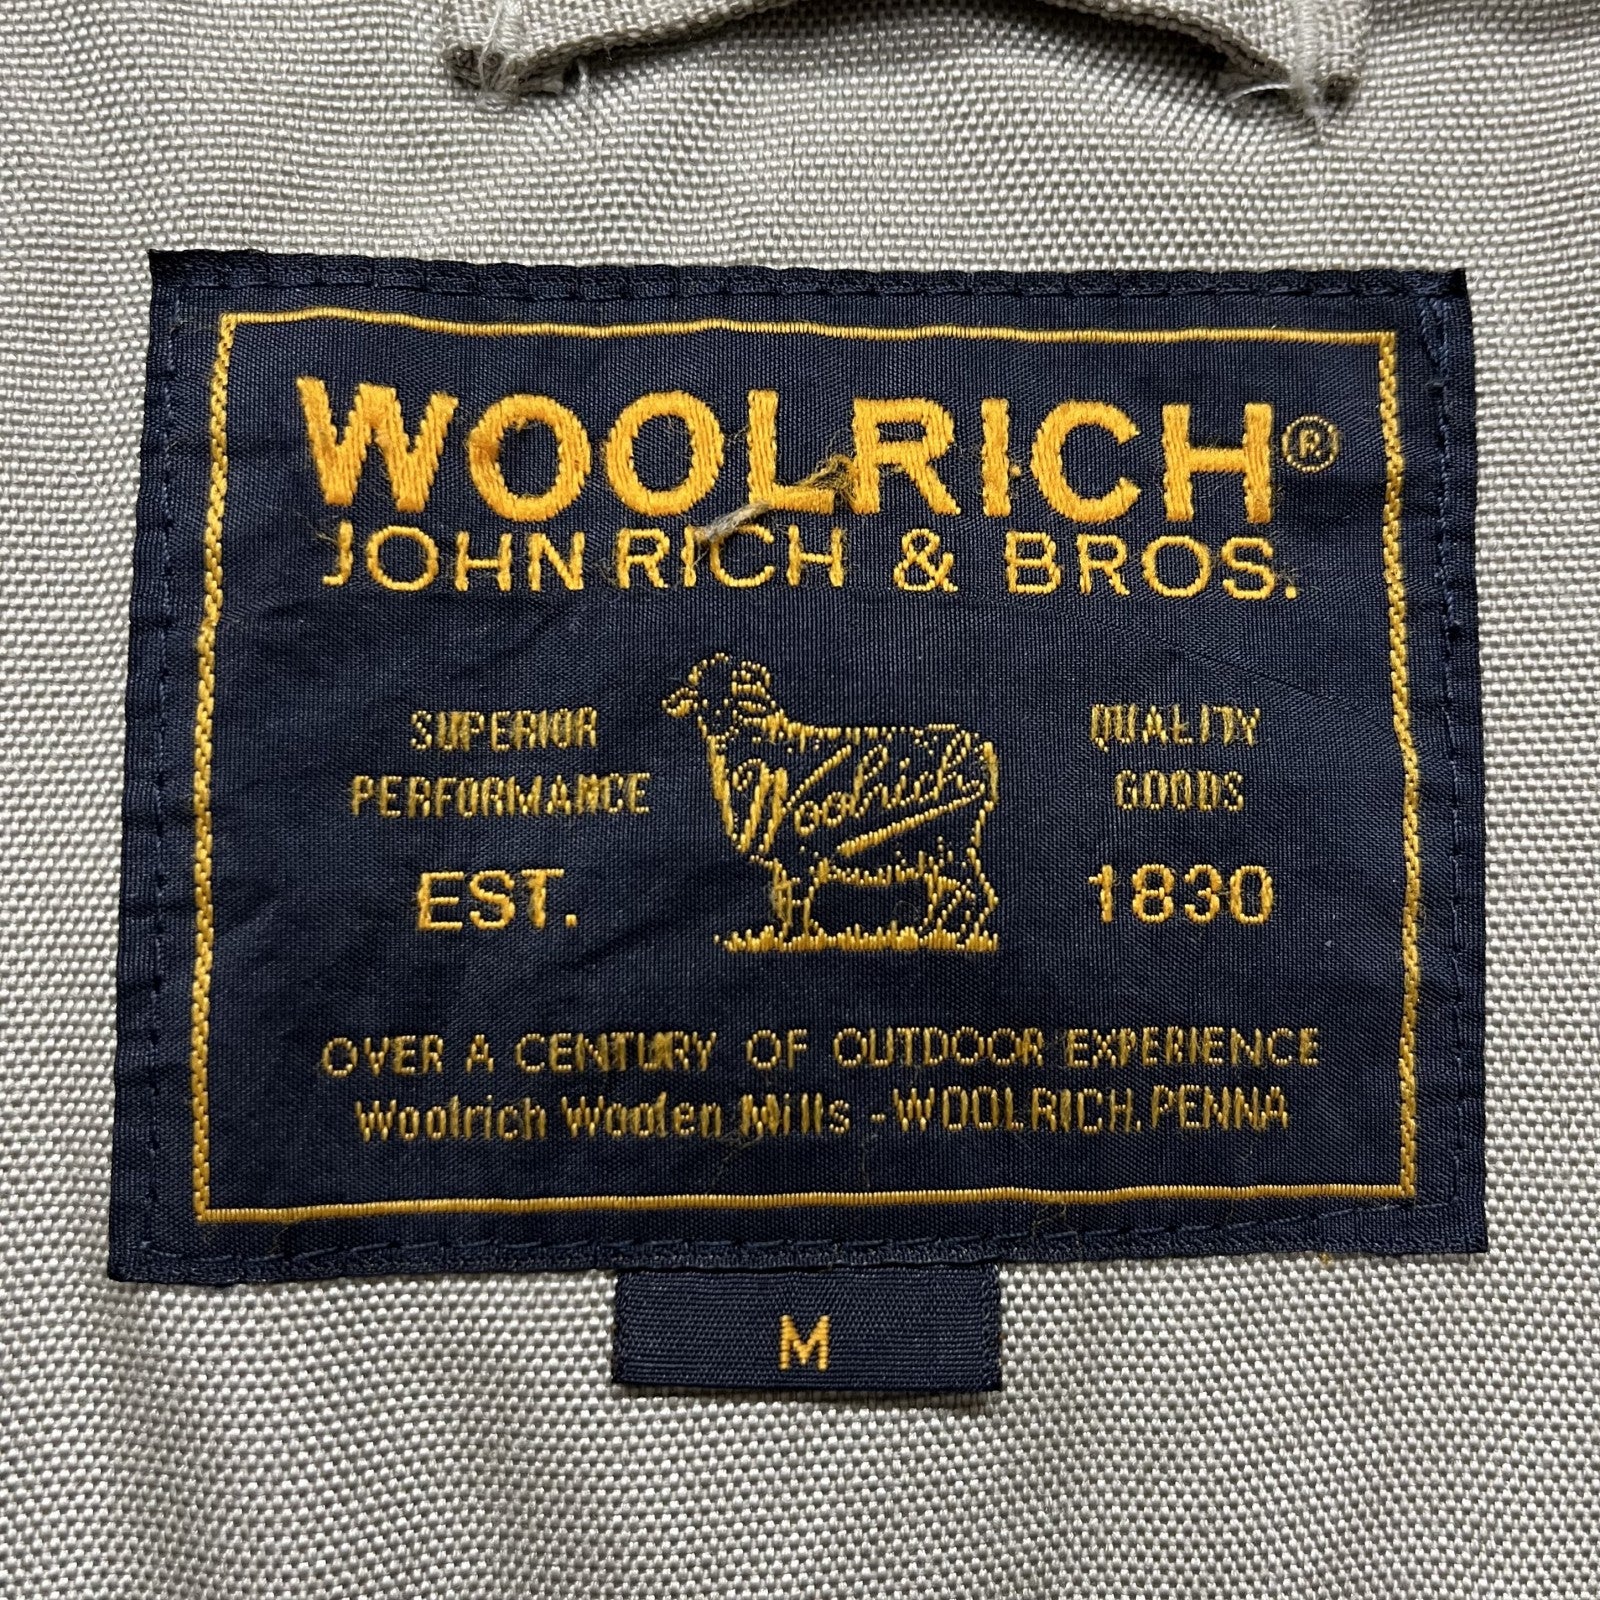 WOOLRICH®
JOHN RICH & BROS.
SUPERIOR
PERFORMANCE
Woolrich
QUALITY
GOODS
EST.
1830
OVER A CENTURY OF OUTDOOR EXPERIENCE
Woolrich Woolen Mills - WOOLRICH, PENNA
M